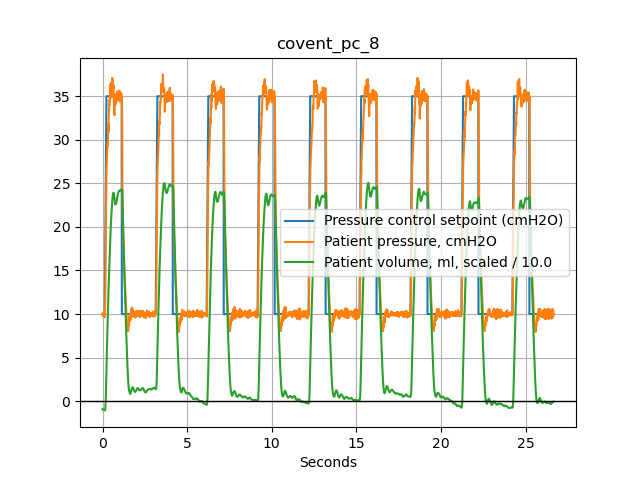 covent_pc_8
35
30
25
20
15
10
5
0
Pressure control setpoint (cmH2O)
Patient pressure, cmH2O
Patient volume, ml, scaled / 10.0
0 5 10 15 20 25
Seconds